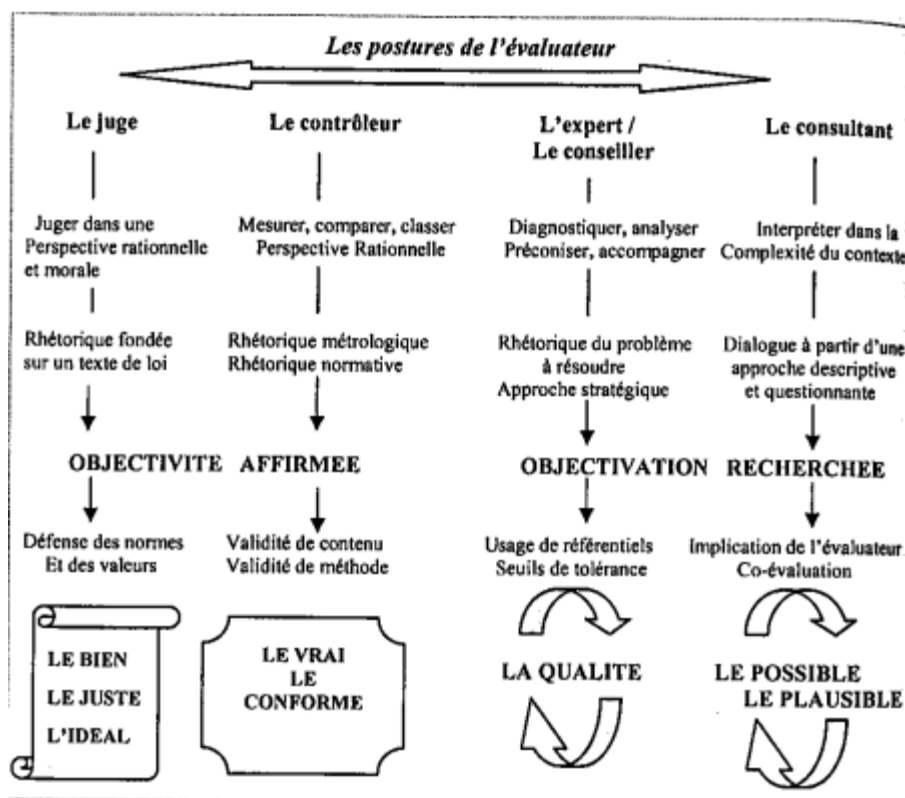 Les postures de l'évaluateur
Le juge
Le contrôleur
L'expert /
Le conseiller
Le consultant
Juger dans une
Perspective rationnelle
et morale
Mesurer, comparer, classer
Perspective Rationnelle
Diagnostiquer, analyser
Préconiser, accompagner
Interpréter dans la
Complexité du contexte
Rhétorique fondée
sur un texte de loi
Rhétorique métrologique
Rhétorique normative
Rhétorique du problème
à résoudre
Approche stratégique
Dialogue à partir d'une
approche descriptive
et questionnante
OBJECTIVITE AFFIRMEE
OBJECTIVATION RECHERCHEE
Défense des normes
Et des valeurs
Validité de contenu
Validité de méthode
Usage de référentiels
Seuils de tolérance
Implication de l'évaluateur
Co-évaluation
LE BIEN
LE JUSTE
L'IDEAL
LE VRAI
LE
CONFORME
LA QUALITE
LE POSSIBLE
LE PLAUSIBLE